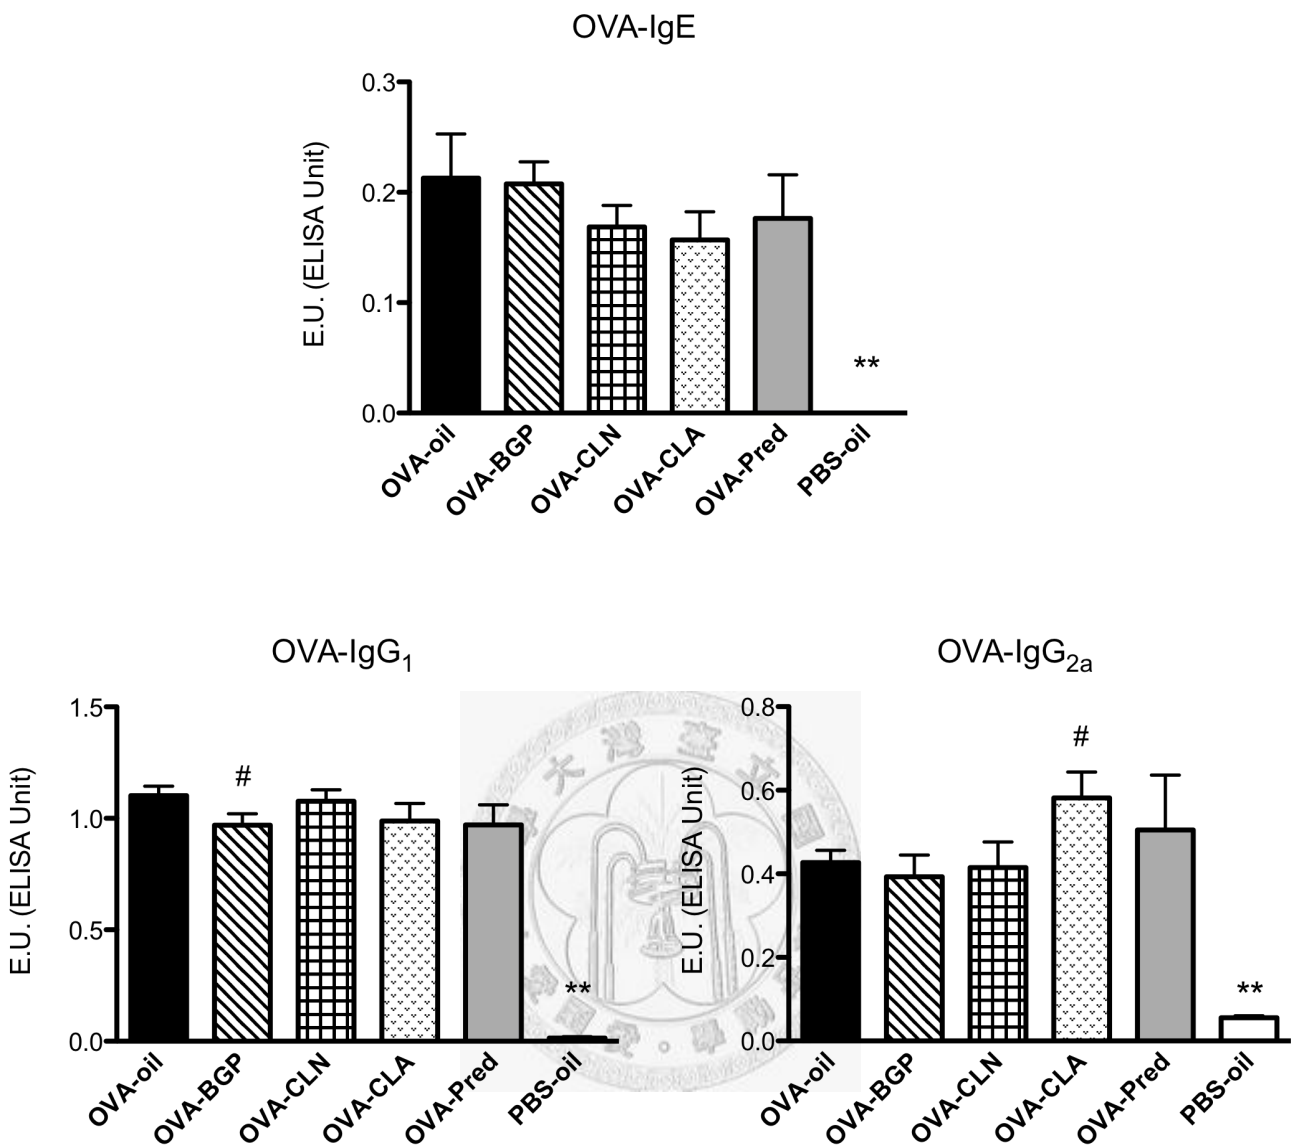 OVA-IgE
E.U. (ELISA Unit)
0.3
0.2
0.1
0.0
**
OVA-oil
OVA-BGP
OVA-CLN
OVA-CLA
OVA-Pred
PBS-oil
OVA-IgG1
E.U. (ELISA Unit)
1.5
1.0
0.5
0.0
#
**
OVA-oil
OVA-BGP
OVA-CLN
OVA-CLA
OVA-Pred
PBS-oil
OVA-IgG2a
E.U. (ELISA Unit)
0.8
0.6
0.4
0.2
0.0
#
**
OVA-oil
OVA-BGP
OVA-CLN
OVA-CLA
OVA-Pred
PBS-oil